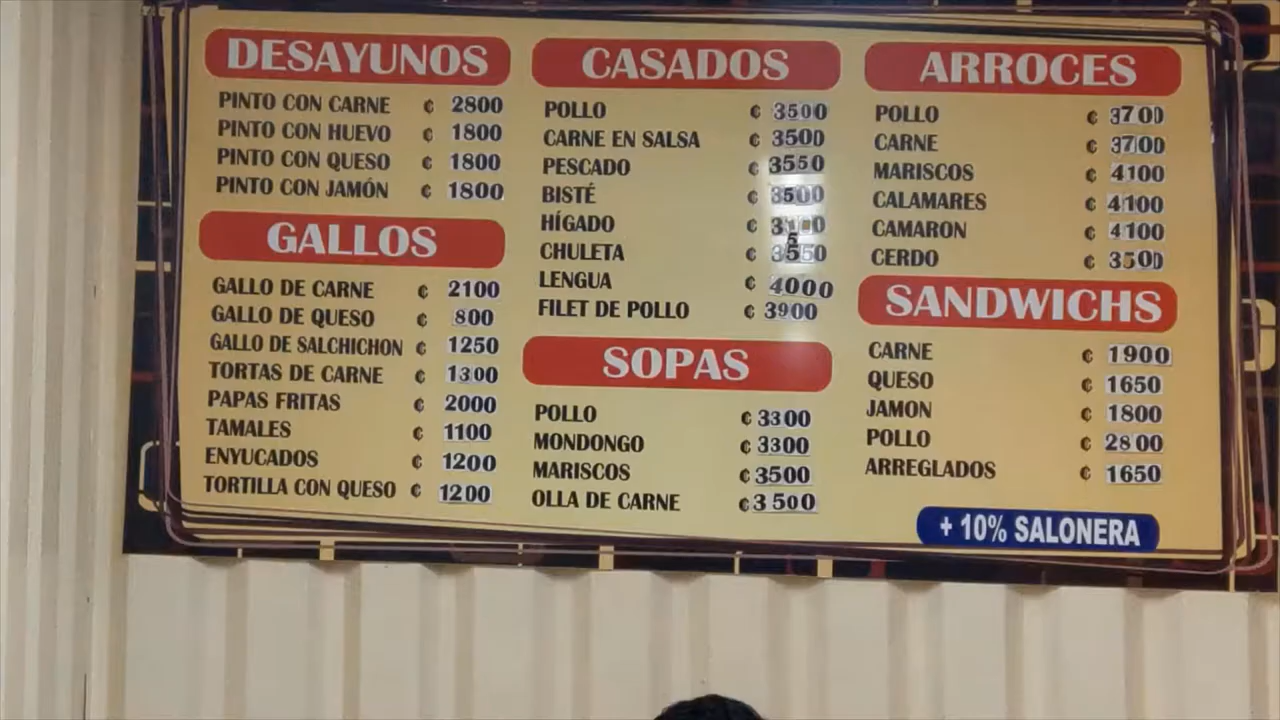 DESAYUNOS
PINTO CON CARNE ₡ 2800
PINTO CON HUEVO ₡ 1800
PINTO CON QUESO ₡ 1800
PINTO CON JAMÓN ₡ 1800
GALLOS
GALLO DE CARNE ₡ 2100
GALLO DE QUESO ₡ 800
GALLO DE SALCHICHON ₡ 1250
TORTAS DE CARNE ₡ 1300
PAPAS FRITAS ₡ 2000
TAMALES ₡ 1100
ENYUCADOS ₡ 1200
TORTILLA CON QUESO ₡ 1200
CASADOS
POLLO ₡ 3500
CARNE EN SALSA ₡ 3500
PESCADO ₡ 3550
BISTÉ ₡ 3500
HÍGADO ₡
CHULETA ₡ 3550
LENGUA ₡ 4000
FILET DE POLLO ₡ 3900
SOPAS
POLLO ₡ 3300
MONDONGO ₡ 3300
MARISCOS ₡ 3500
OLLA DE CARNE ₡ 3500
ARROCES
POLLO ₡ 3700
CARNE ₡ 3700
MARISCOS ₡ 4100
CALAMARES ₡ 4100
CAMARON ₡ 4100
CERDO ₡ 3500
SANDWICHS
CARNE ₡ 1900
QUESO ₡ 1650
JAMON ₡ 1800
POLLO ₡ 2800
ARREGLADOS ₡ 1650
+ 10% SALONERA